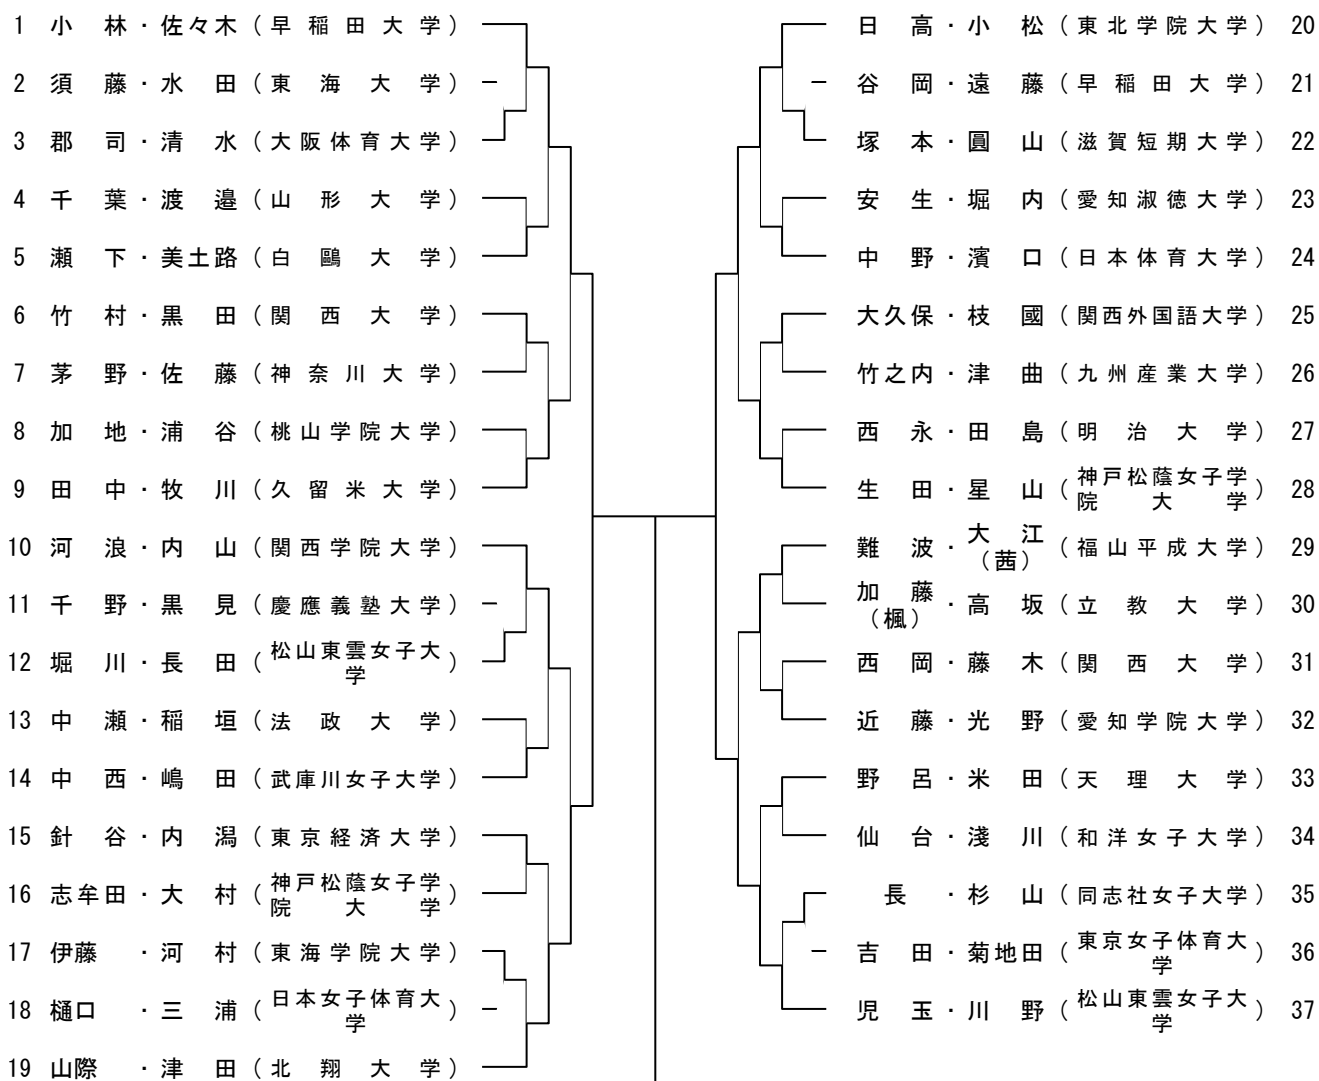 1 小林・佐々木（早稲田大学）
2 須藤・水田（東海大学）
3 郡司・清水（大阪体育大学）
4 千葉・渡邉（山形大学）
5 瀬下・美土路（白鷗大学）
6 竹村・黒田（関西大学）
7 茅野・佐藤（神奈川大学）
8 加地・浦谷（桃山学院大学）
9 田中・牧川（久留米大学）
10 河浪・内山（関西学院大学）
11 千野・黒見（慶應義塾大学）
12 堀川・長田（松山東雲女子大学）
13 中瀬・稲垣（法政大学）
14 中西・嶋田（武庫川女子大学）
15 針谷・内潟（東京経済大学）
16 志牟田・大村（神戸松蔭女子学院大学）
17 伊藤・河村（東海学院大学）
18 樋口・三浦（日本女子体育大学）
19 山際・津田（北翔大学）
日高・小松（東北学院大学） 20
谷岡・遠藤（早稲田大学） 21
塚本・圓山（滋賀短期大学） 22
安生・堀内（愛知淑徳大学） 23
中野・濱口（日本体育大学） 24
大久保・枝國（関西外国語大学） 25
竹之内・津曲（九州産業大学） 26
西永・田島（明治大学） 27
生田・星山（神戸松蔭女子学院大学） 28
難波・大江（茜）（福山平成大学） 29
加藤（楓）・高坂（立教大学） 30
西岡・藤木（関西大学） 31
近藤・光野（愛知学院大学） 32
野呂・米田（天理大学） 33
仙台・淺川（和洋女子大学） 34
長・杉山（同志社女子大学） 35
吉田・菊地田（東京女子体育大学） 36
児玉・川野（松山東雲女子大学） 37